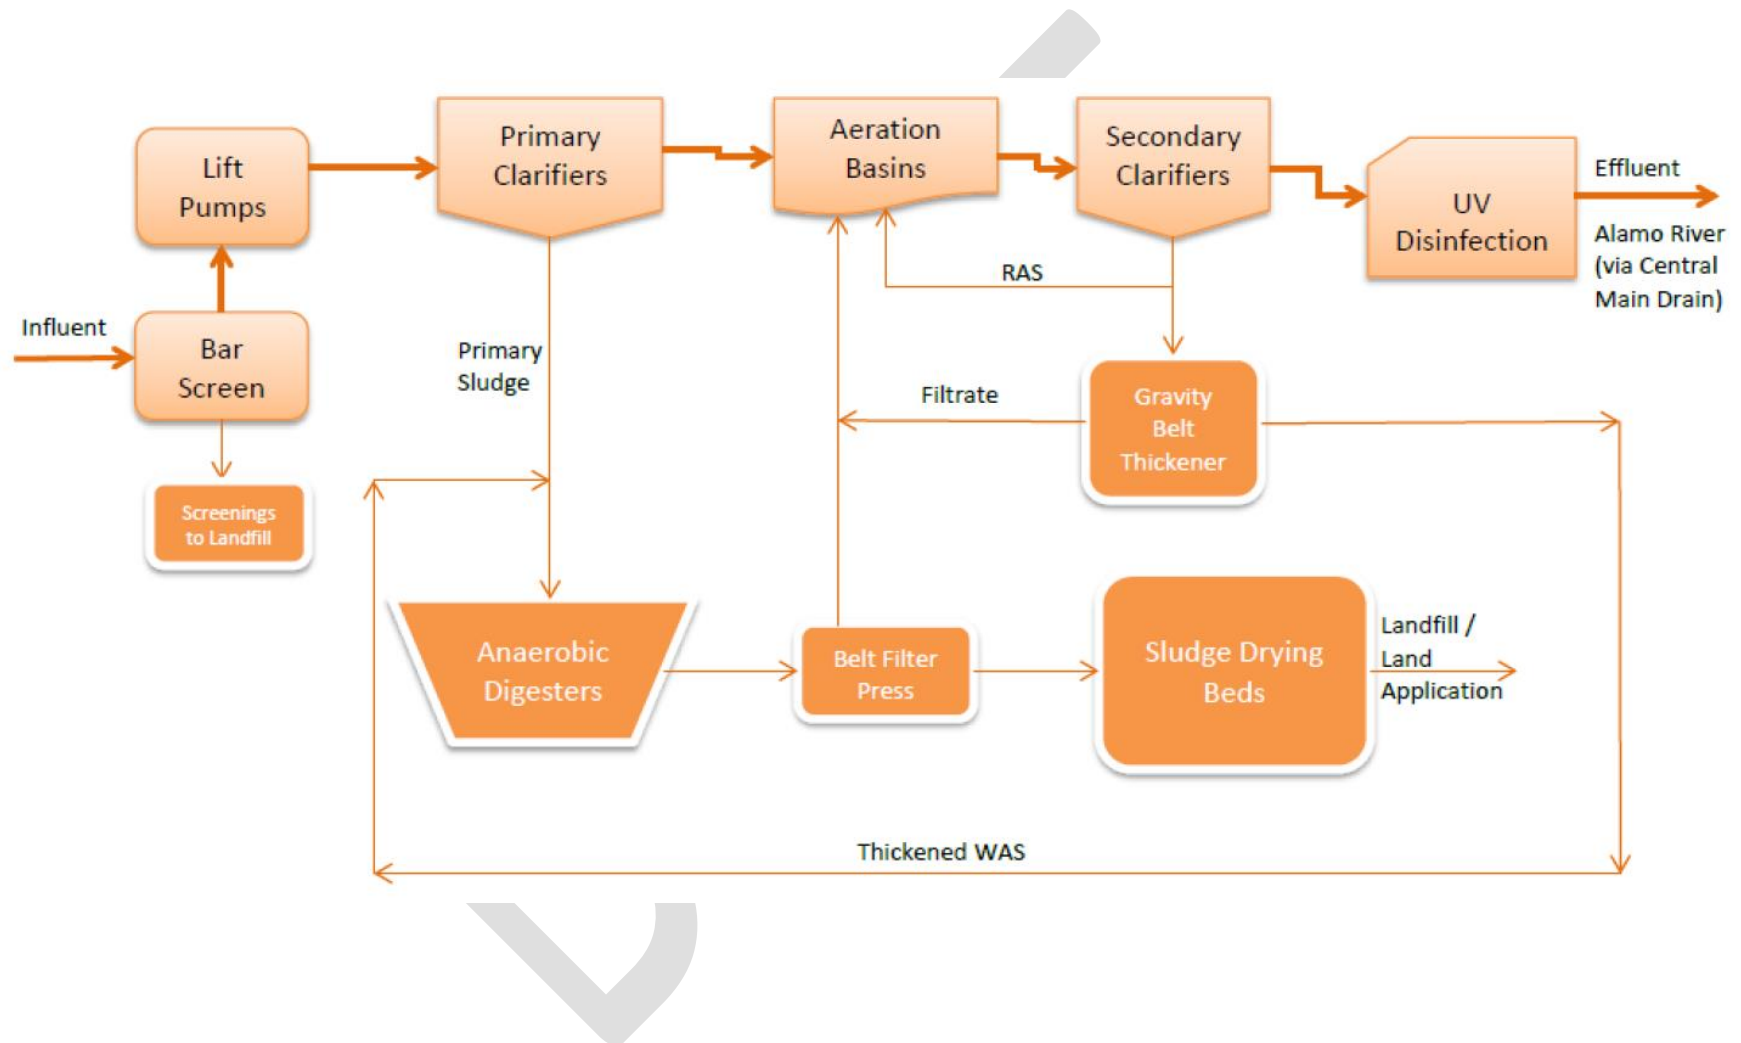 Lift
Pumps
Primary
Clarifiers
Aeration
Basins
Secondary
Clarifiers
UV
Disinfection
Effluent
Alamo River
(via Central
Main Drain)
Influent
Bar
Screen
Screenings
to Landfill
Primary
Sludge
RAS
Filtrate
Gravity
Belt
Thickener
Anaerobic
Digesters
Belt Filter
Press
Sludge Drying
Beds
Landfill /
Land
Application
Thickened WAS